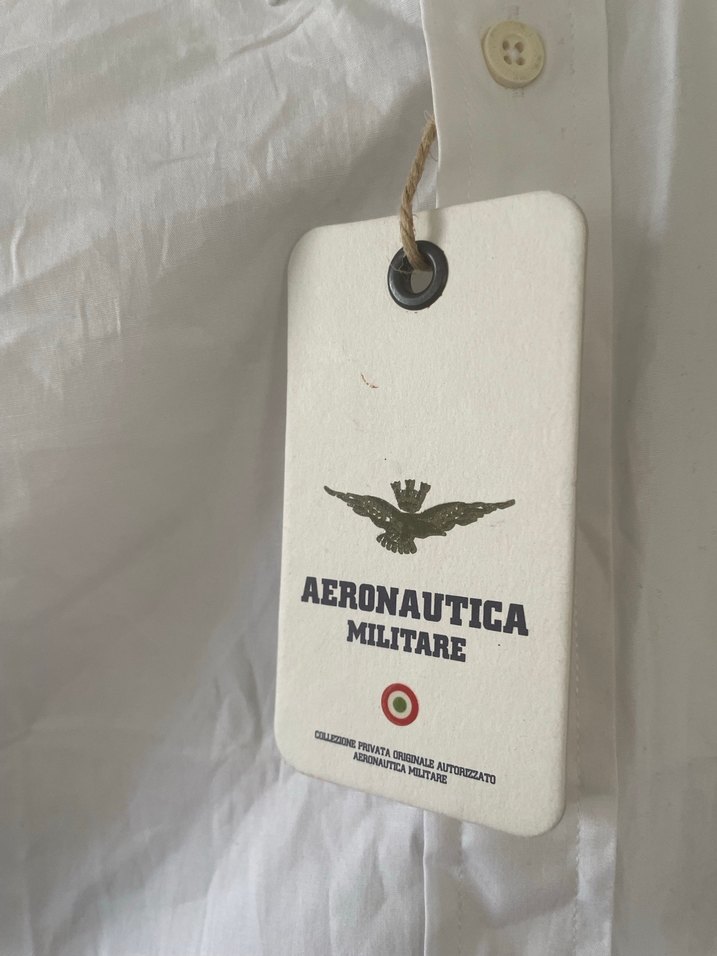 AERONAUTICA
MILITARE
COLLEZIONE PRIVATA ORIGINALE AUTORIZZATO
AERONAUTICA MILITARE